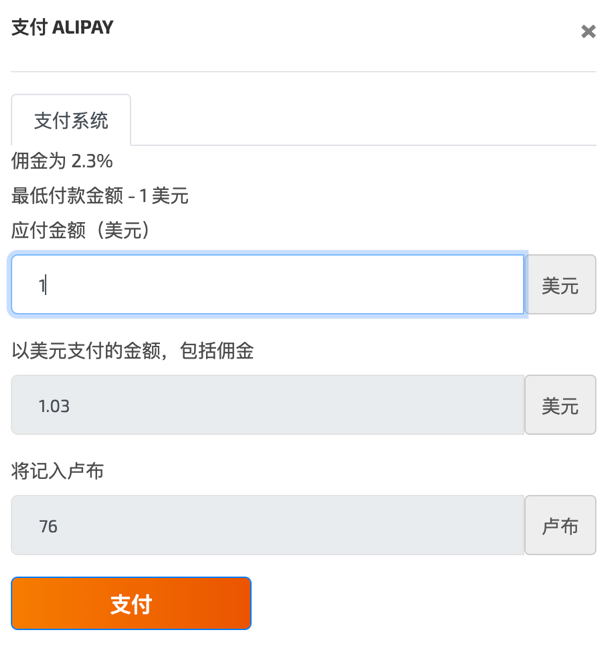 支付 ALIPAY
×
支付系统
佣金为 2.3%
最低付款金额 - 1 美元
应付金额（美元）
1
美元
以美元支付的金额，包括佣金
1.03
美元
将记入卢布
76
卢布
支付